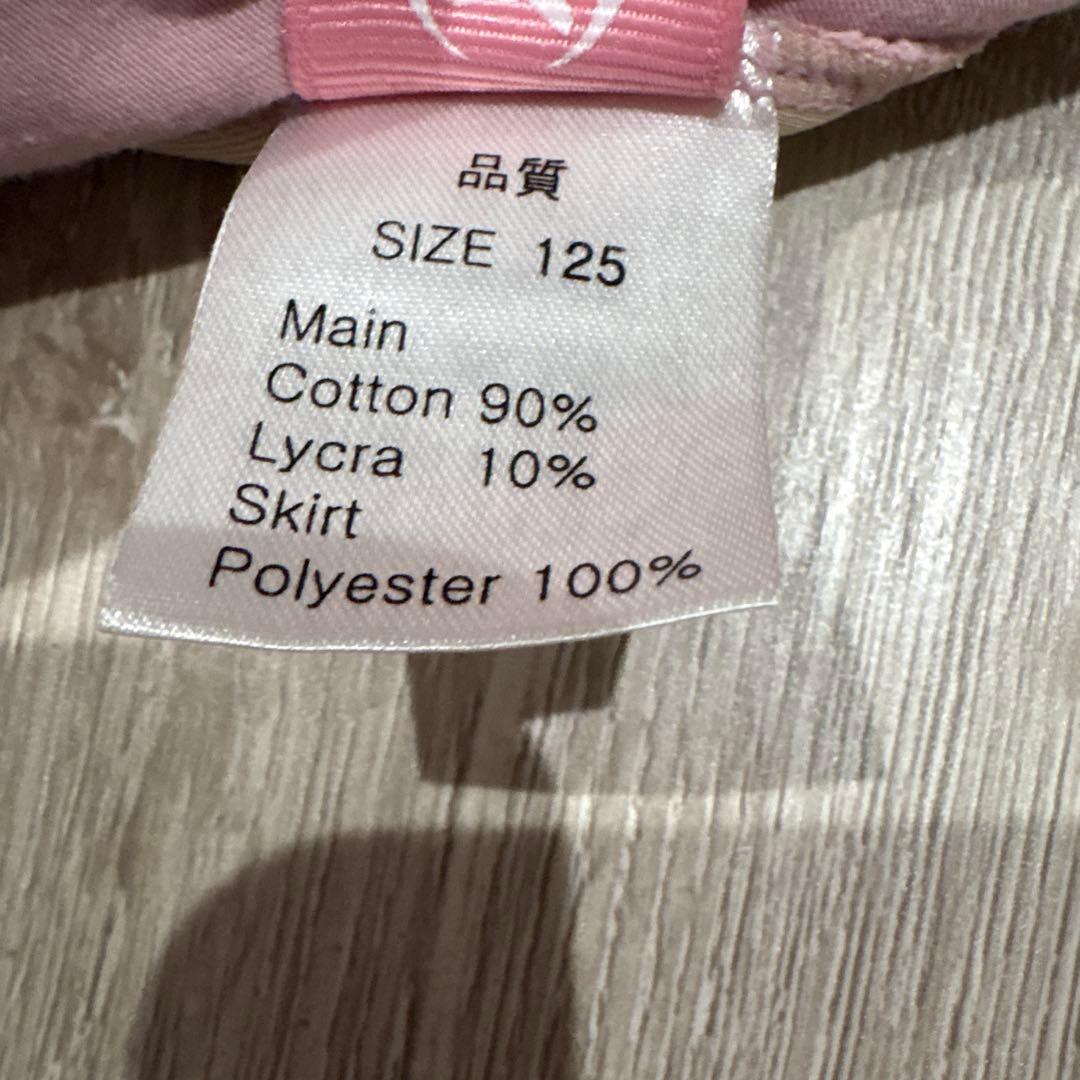 品質
SIZE 125
Main
Cotton 90%
Lycra 10%
Skirt
Polyester 100%